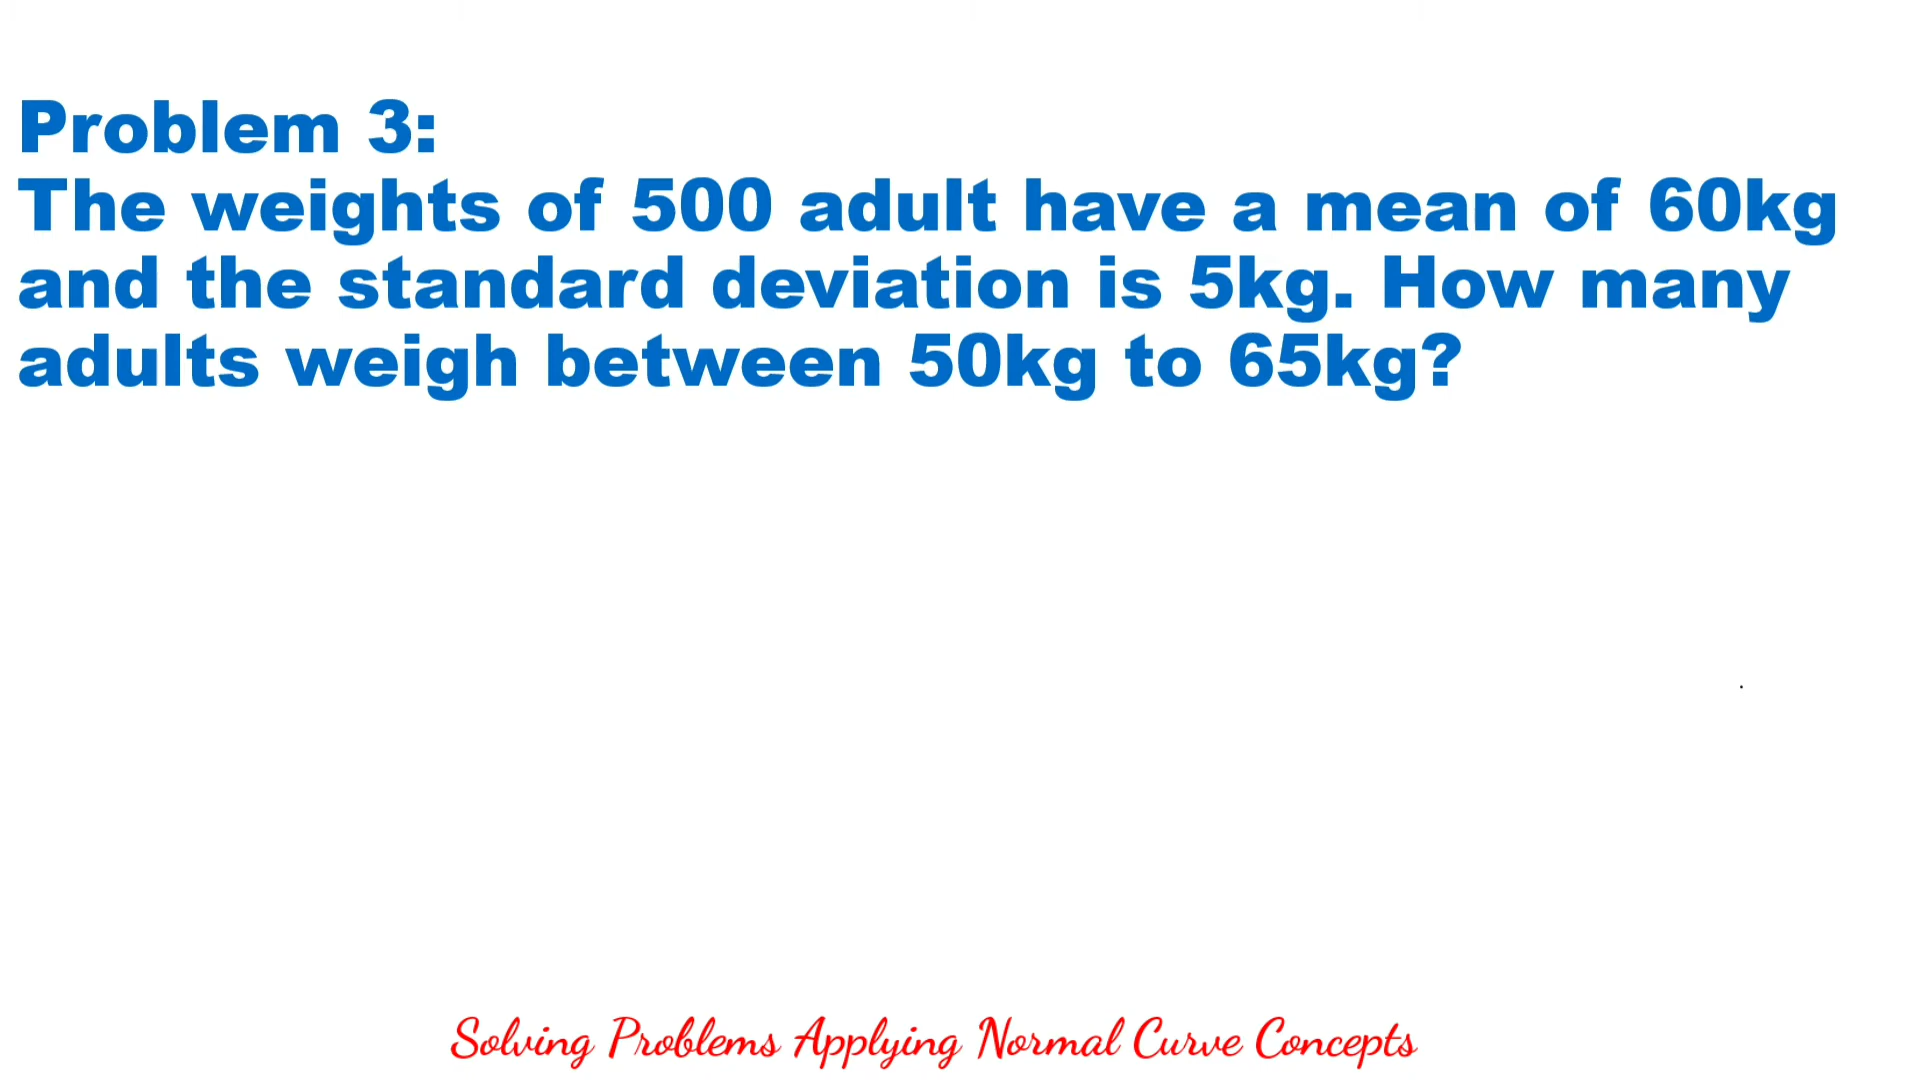 Problem 3:
The weights of 500 adult have a mean of 60kg
and the standard deviation is 5kg. How many
adults weigh between 50kg to 65kg?
Solving Problems Applying Normal Curve Concepts